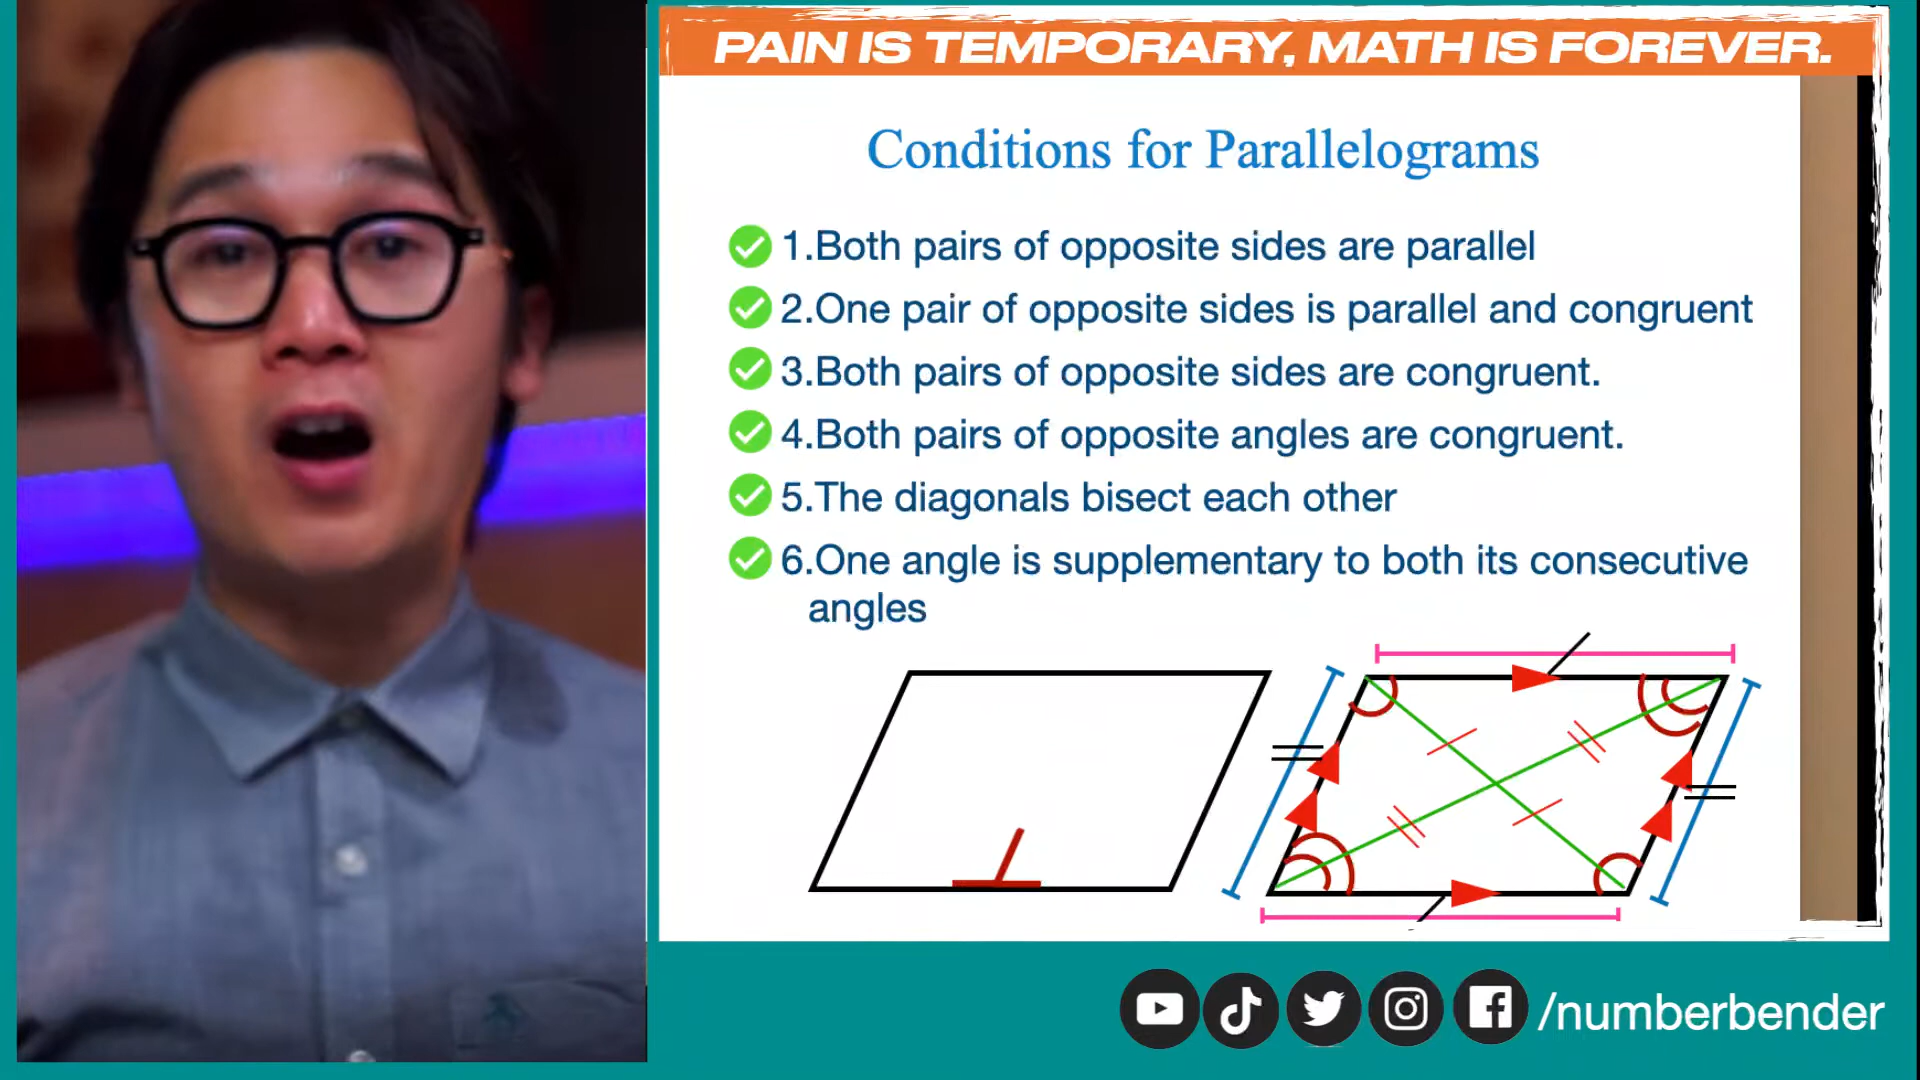 PAIN IS TEMPORARY, MATH IS FOREVER.
Conditions for Parallelograms
1.Both pairs of opposite sides are parallel
2.One pair of opposite sides is parallel and congruent
3.Both pairs of opposite sides are congruent.
4.Both pairs of opposite angles are congruent.
5.The diagonals bisect each other
6.One angle is supplementary to both its consecutive
angles
/numberbender